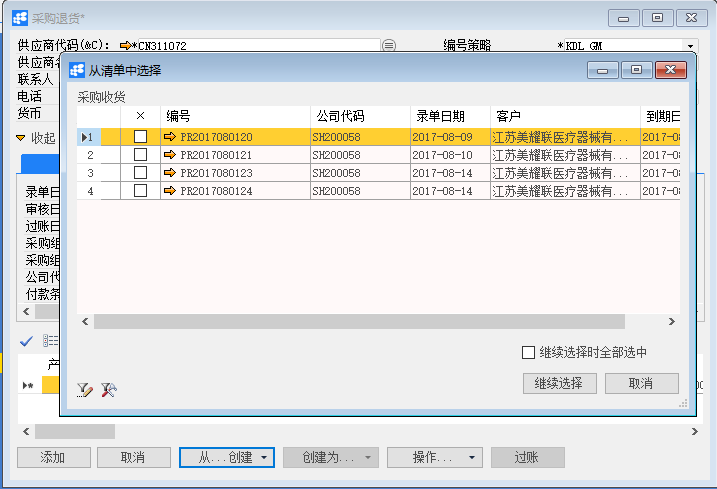 采购退货*
供应商代码(&C): *CN311072 编号策略 *KDL_GM
供应商名
联系人
电话
货币
收起
录单日
审核日
过账日
采购组
采购组
公司代
付款条
产
从清单中选择
采购收货
× 编号 公司代码 录单日期 客户 到期日
1 PR2017080120 SH200058 2017-08-09 江苏美耀联医疗器械有... 2017-08
2 PR2017080121 SH200058 2017-08-10 江苏美耀联医疗器械有... 2017-08
3 PR2017080123 SH200058 2017-08-14 江苏美耀联医疗器械有... 2017-08
4 PR2017080124 SH200058 2017-08-14 江苏美耀联医疗器械有... 2017-08
继续选择时全部选中
继续选择 取消
添加 取消 从...创建 创建为... 操作... 过账